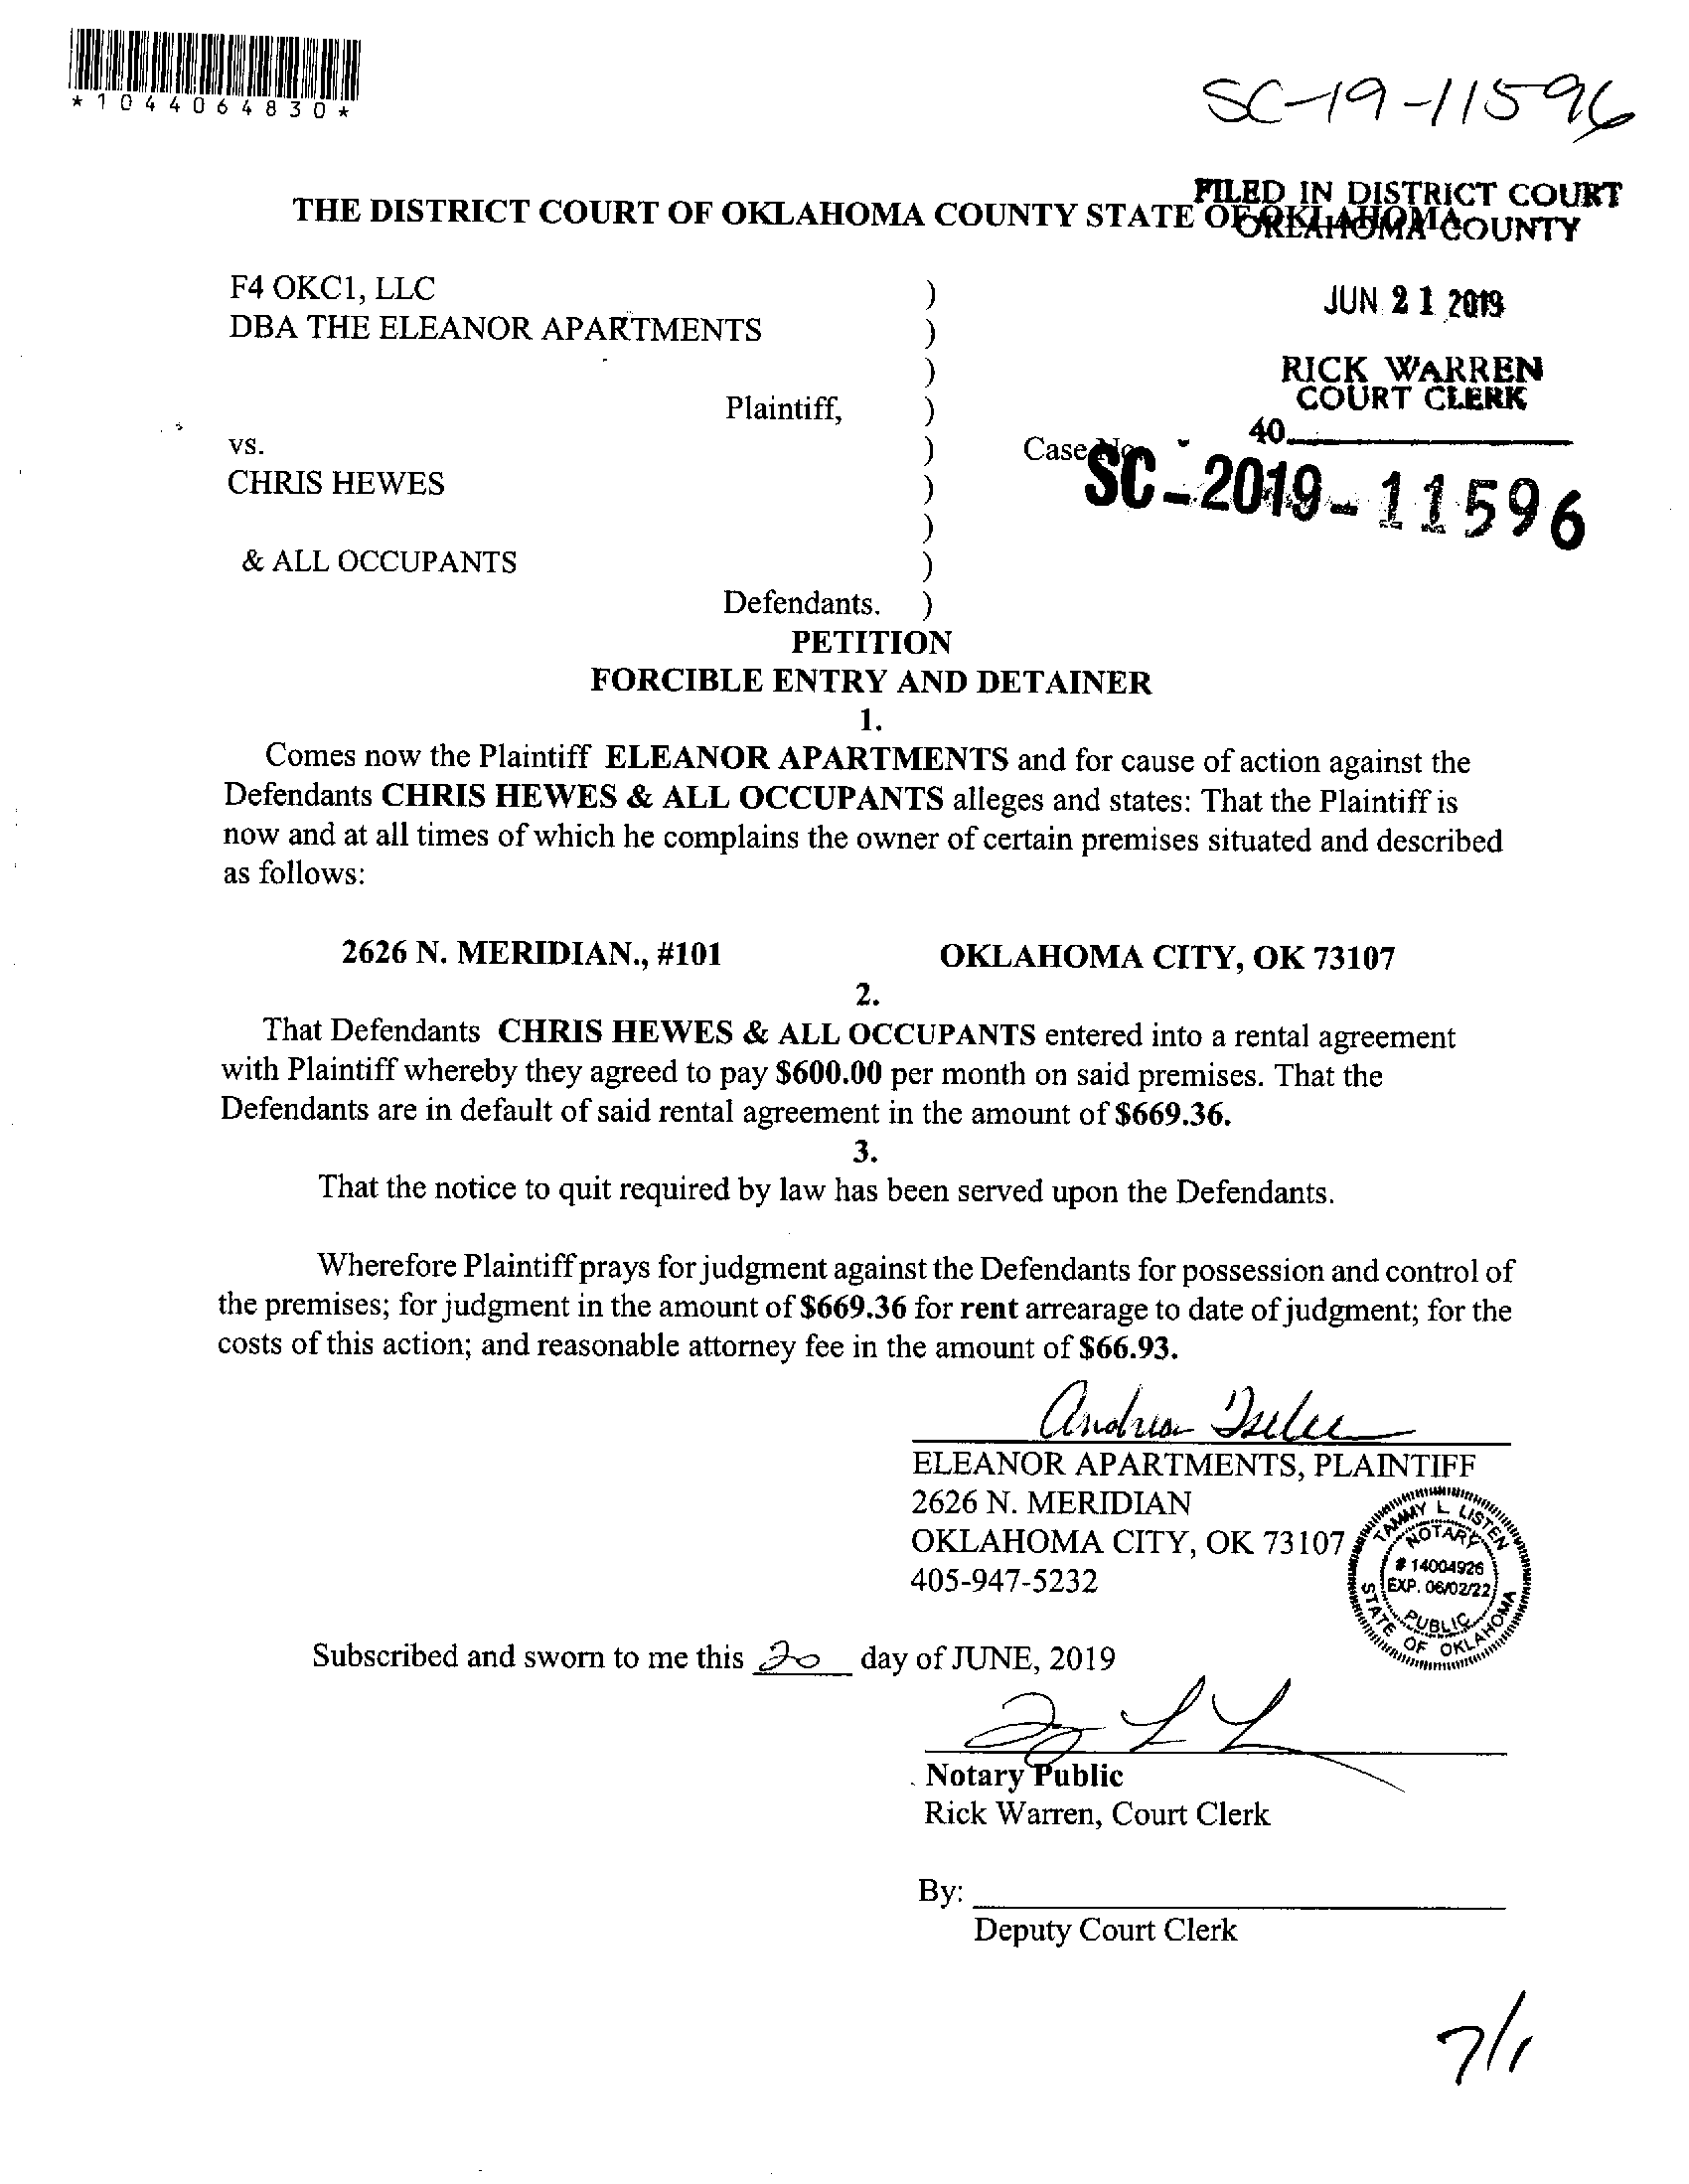 *1044064830*
SC-19-11596
FILED IN DISTRICT COURT
OKLAHOMA COUNTY
THE DISTRICT COURT OF OKLAHOMA COUNTY STATE OF OKLAHOMA
F4 OKC1, LLC )
DBA THE ELEANOR APARTMENTS )
)
Plaintiff, )
vs. )
CHRIS HEWES )
)
& ALL OCCUPANTS )
Defendants. )
JUN 21 2019
RICK WARREN
COURT CLERK
40
Case No.
SC-2019-11596
PETITION
FORCIBLE ENTRY AND DETAINER
1.
Comes now the Plaintiff ELEANOR APARTMENTS and for cause of action against the
Defendants CHRIS HEWES & ALL OCCUPANTS alleges and states: That the Plaintiff is
now and at all times of which he complains the owner of certain premises situated and described
as follows:
2626 N. MERIDIAN., #101 OKLAHOMA CITY, OK 73107
2.
That Defendants CHRIS HEWES & ALL OCCUPANTS entered into a rental agreement
with Plaintiff whereby they agreed to pay $600.00 per month on said premises. That the
Defendants are in default of said rental agreement in the amount of $669.36.
3.
That the notice to quit required by law has been served upon the Defendants.
Wherefore Plaintiff prays for judgment against the Defendants for possession and control of
the premises; for judgment in the amount of $669.36 for rent arrearage to date of judgment; for the
costs of this action; and reasonable attorney fee in the amount of $66.93.
ELEANOR APARTMENTS, PLAINTIFF
2626 N. MERIDIAN
OKLAHOMA CITY, OK 73107
405-947-5232
TAMMY L. LISTEN
NOTARY
# 14004926
EXP. 06/02/22
PUBLIC
STATE OF OKLAHOMA
Subscribed and sworn to me this 20 day of JUNE, 2019
Notary Public
Rick Warren, Court Clerk
By:
Deputy Court Clerk
7/1